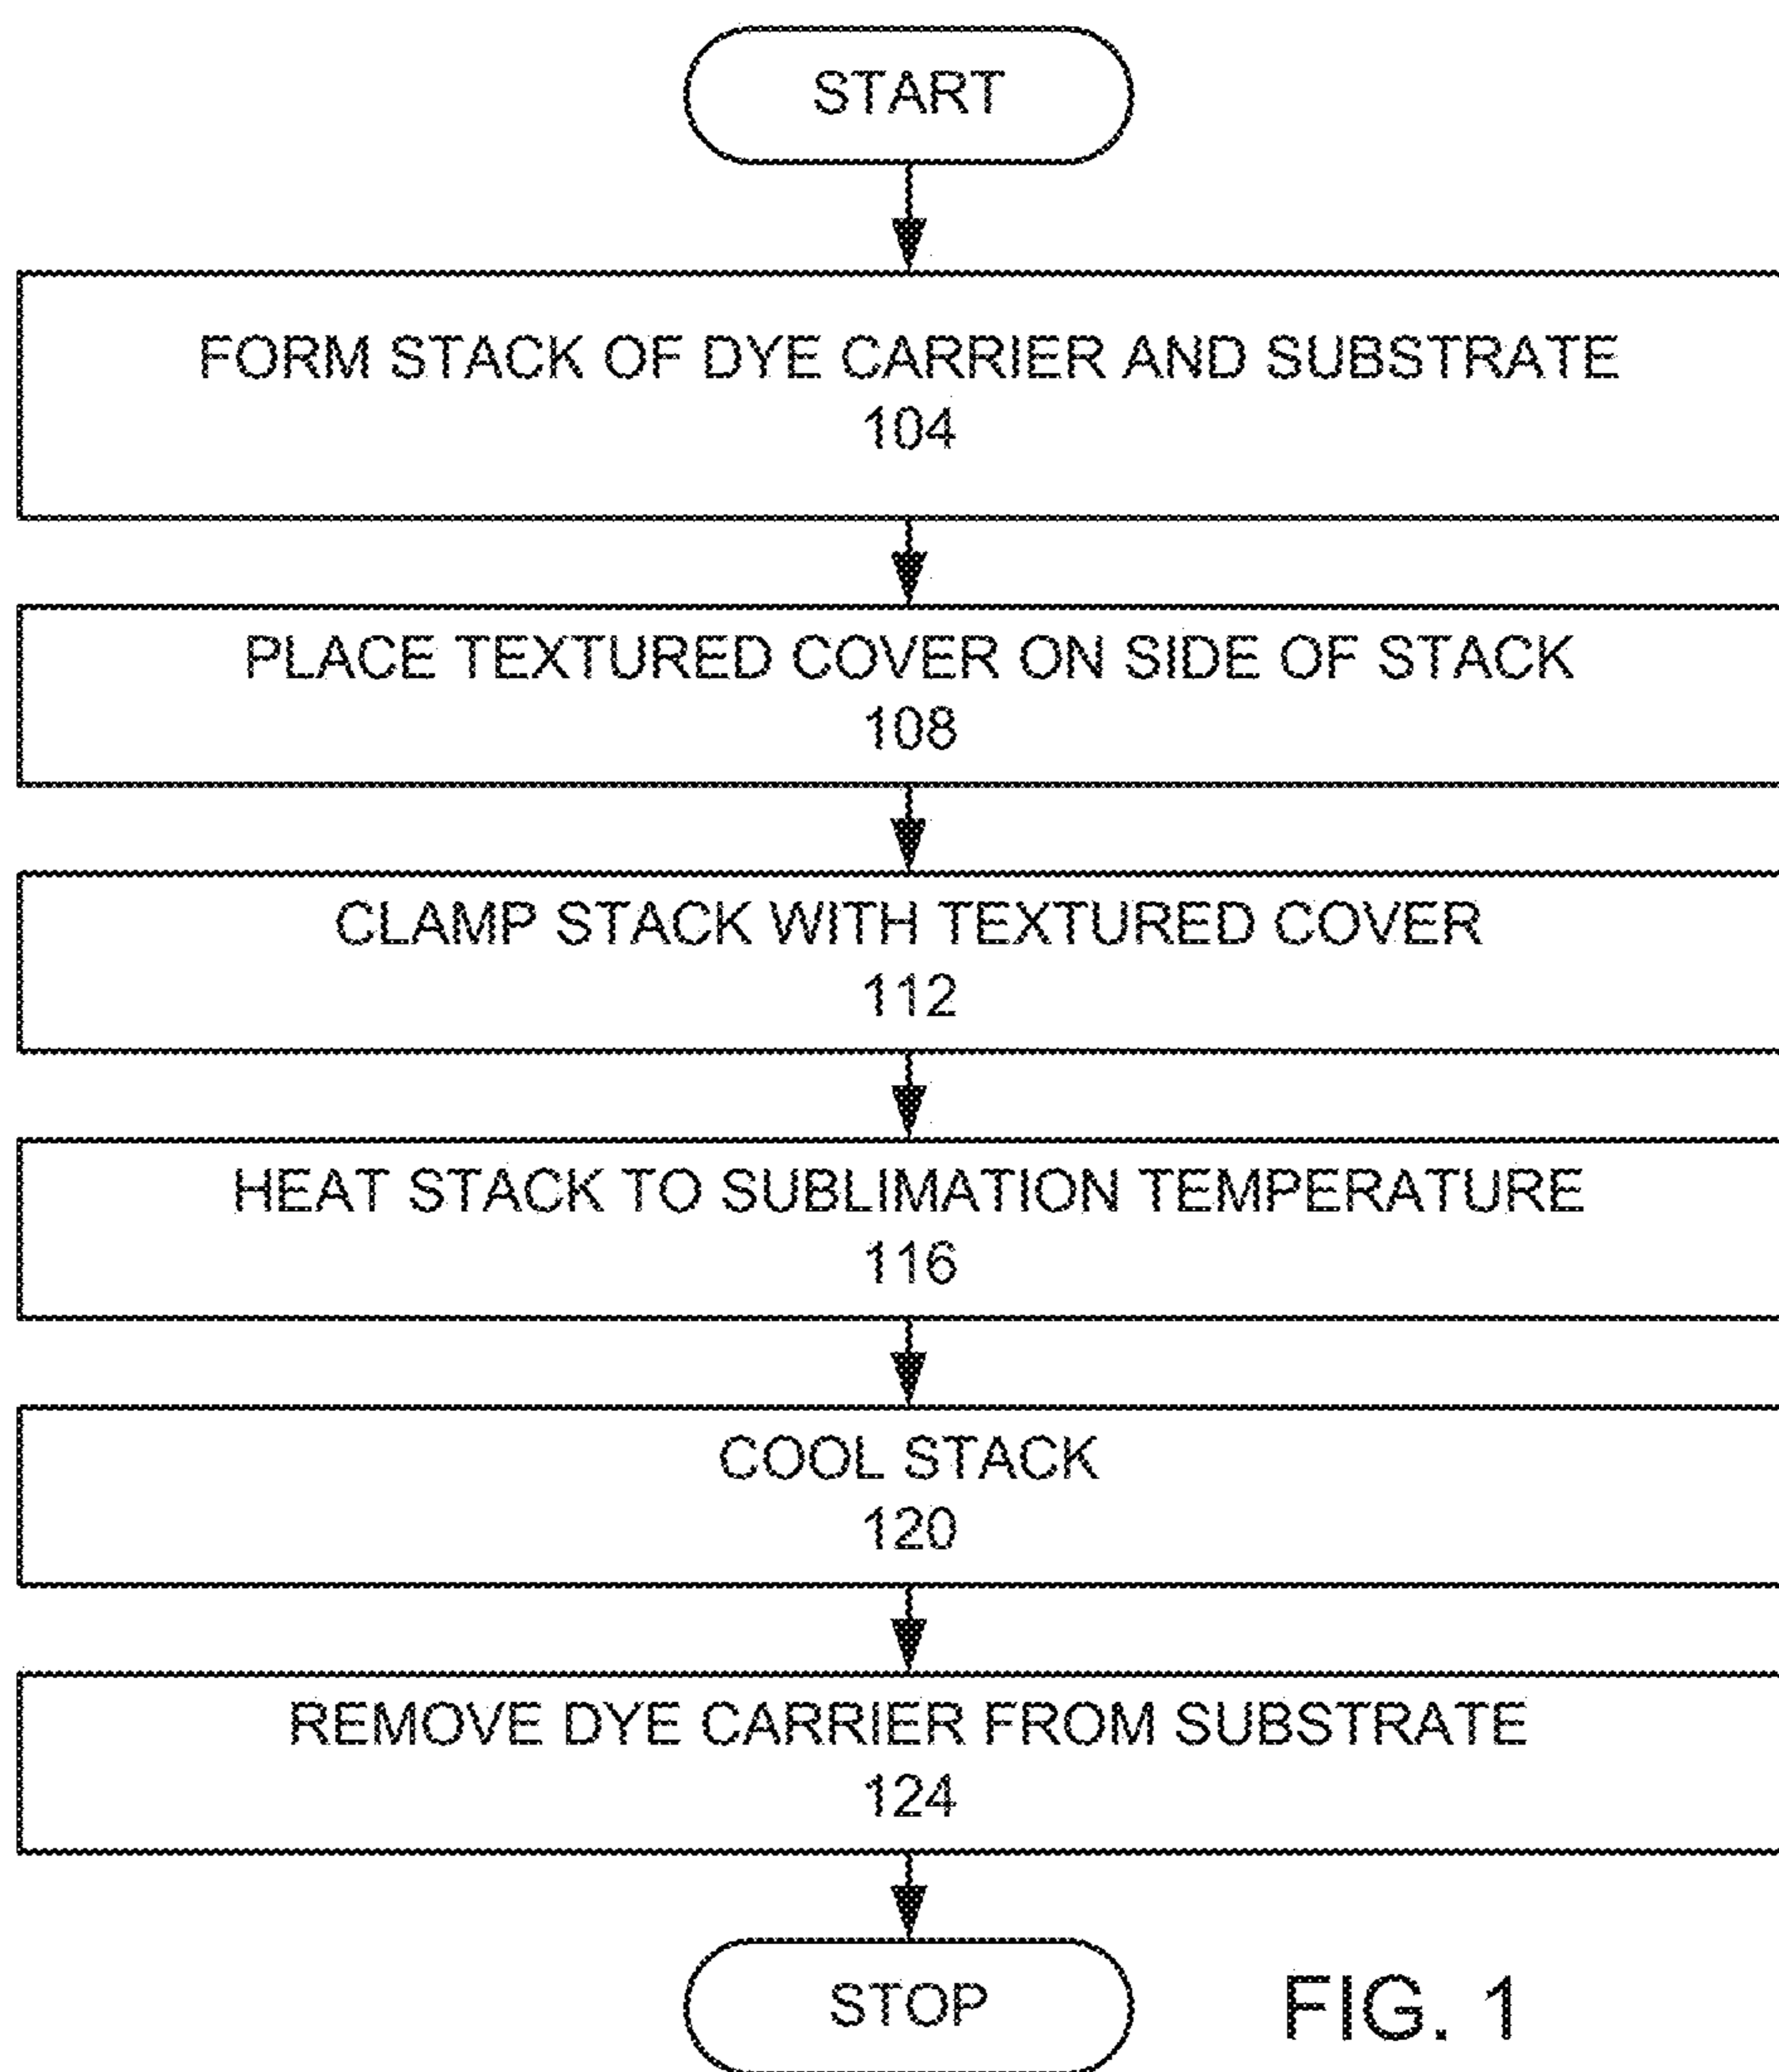 START
FORM STACK OF DYE CARRIER AND SUBSTRATE
104
PLACE TEXTURED COVER ON SIDE OF STACK
108
CLAMP STACK WITH TEXTURED COVER
112
HEAT STACK TO SUBLIMATION TEMPERATURE
116
COOL STACK
120
REMOVE DYE CARRIER FROM SUBSTRATE
124
STOP
FIG. 1